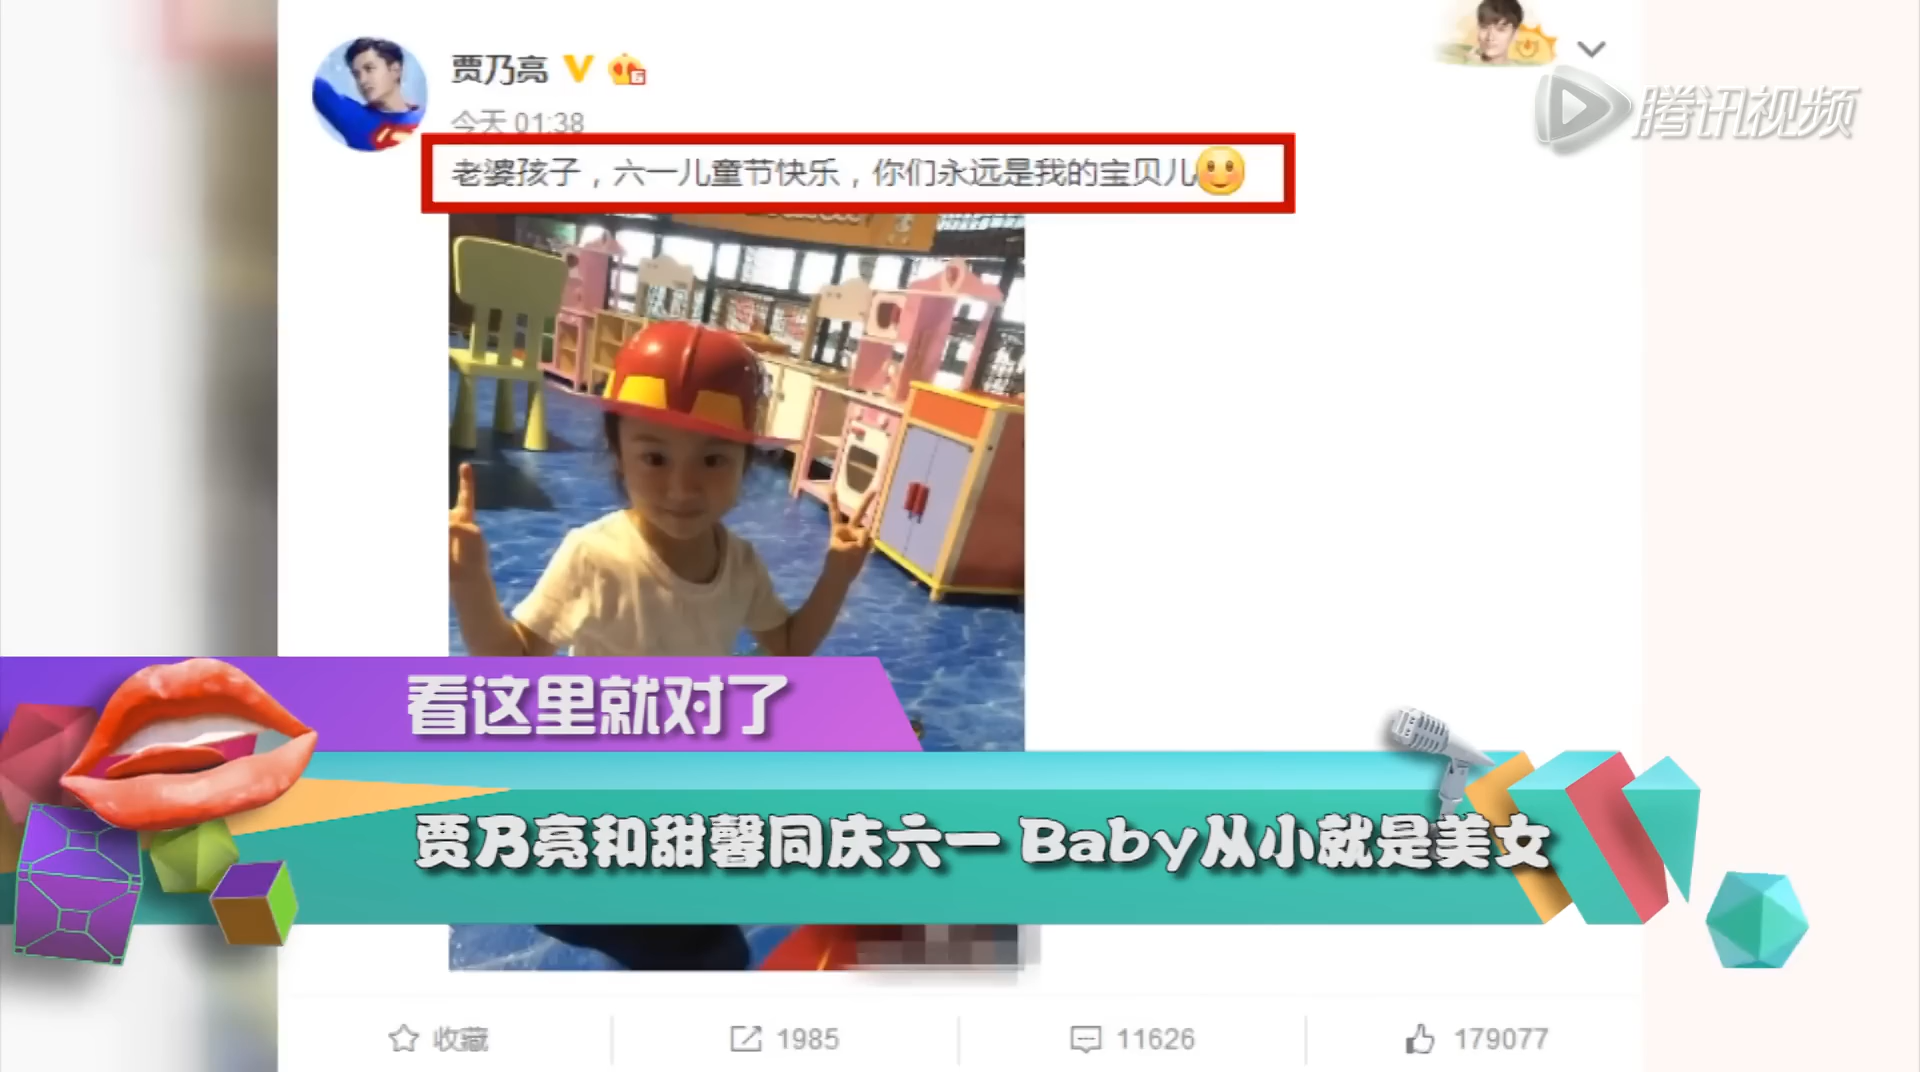 贾乃亮
今天 01:38
腾讯视频
老婆孩子，六一儿童节快乐，你们永远是我的宝贝儿
看这里就对了
贾乃亮和甜馨同庆六一 Baby从小就是美女
收藏
1985
11626
179077